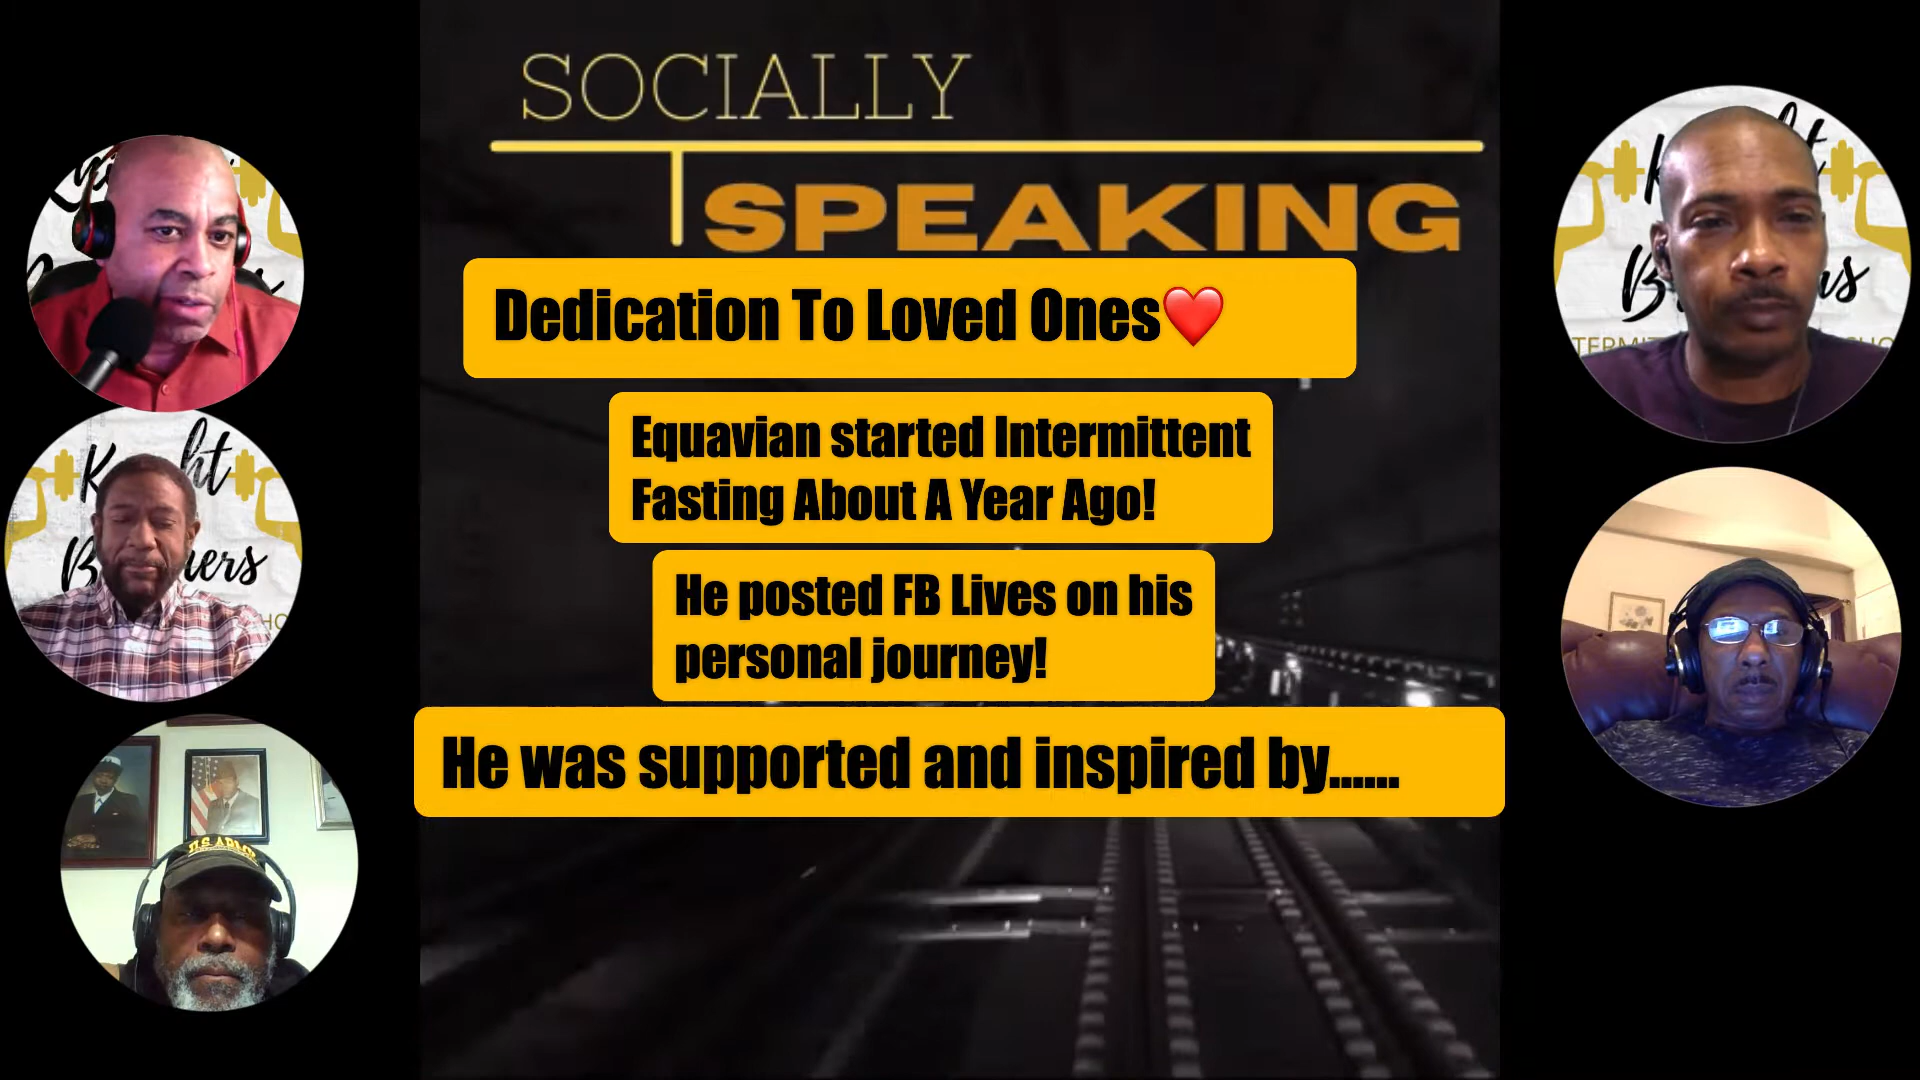 SOCIALLY
SPEAKING
Dedication To Loved Ones❤️
Equavian started Intermittent
Fasting About A Year Ago!
He posted FB Lives on his
personal journey!
He was supported and inspired by......
U.S. ARMY